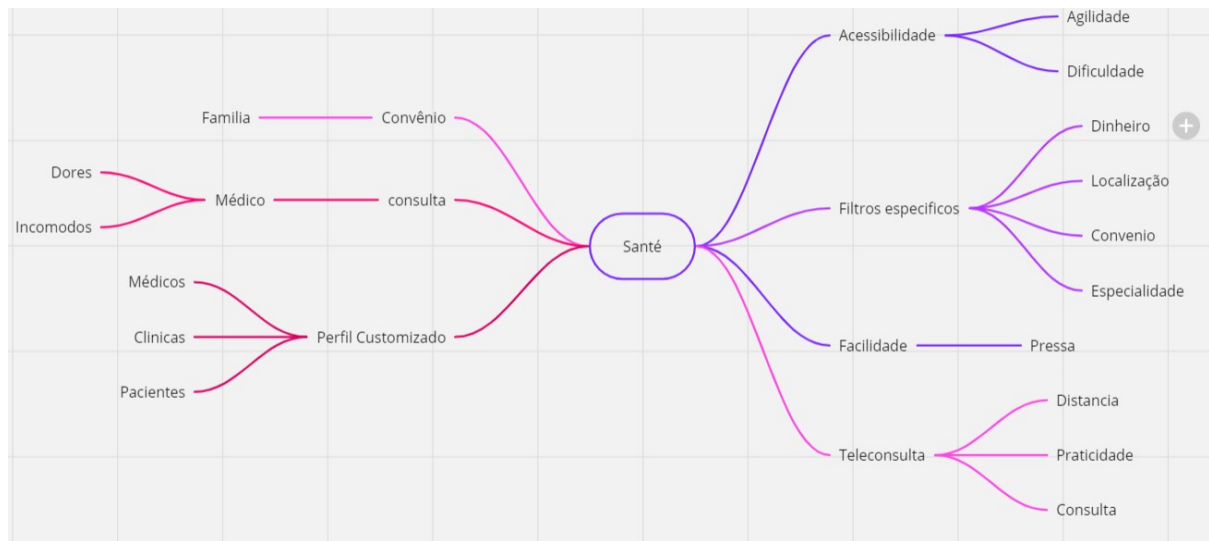 Agilidade
Acessibilidade
Dificuldade
Familia
Convênio
Dinheiro
Dores
Localização
Médico
consulta
Filtros especificos
Incomodos
Convenio
Santé
Médicos
Especialidade
Clinicas
Perfil Customizado
Facilidade
Pressa
Pacientes
Distancia
Teleconsulta
Praticidade
Consulta